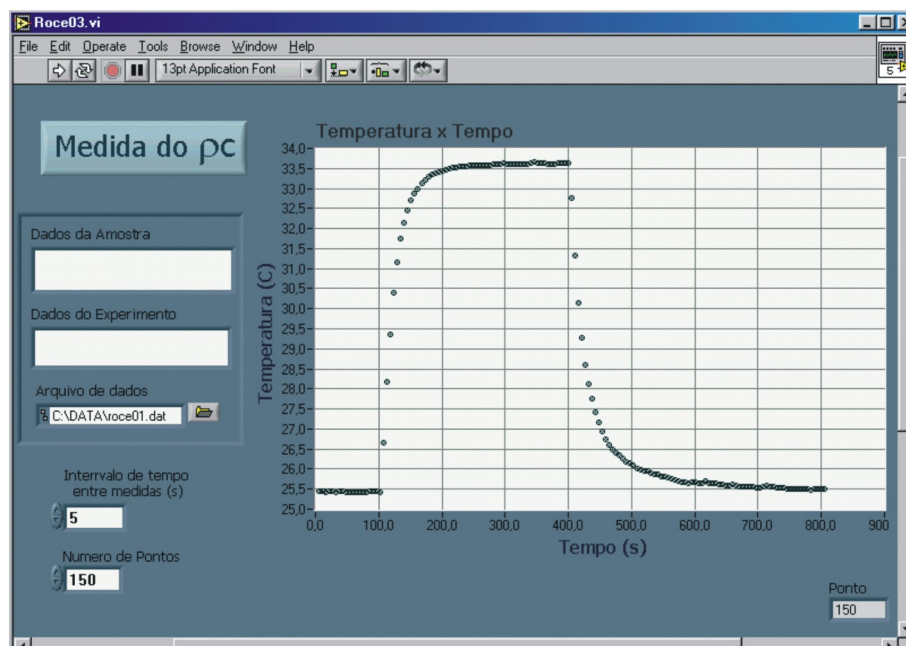 Roce03.vi
File Edit Operate Tools Browse Window Help
13pt Application Font
5
Medida do ρc
Temperatura x Tempo
Dados da Amostra
Dados do Experimento
Arquivo de dados
C:\DATA\roce01.dat
Interrvalo de tempo
entre medidas (s)
5
Numero de Pontos
150
Temperatura (C)
34,0
33,5
33,0
32,5
32,0
31,5
31,0
30,5
30,0
29,5
29,0
28,5
28,0
27,5
27,0
26,5
26,0
25,5
25,0
0,0 100,0 200,0 300,0 400,0 500,0 600,0 700,0 800,0 900
Tempo (s)
Ponto
150